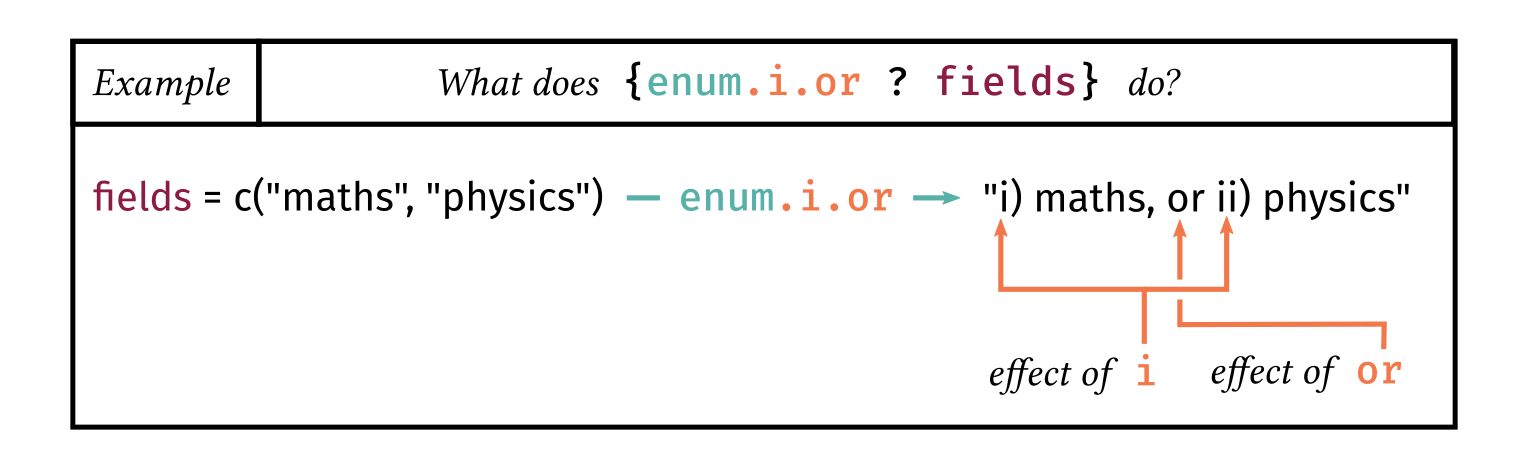 Example
What does {enum.i.or ? fields} do?
fields = c("maths", "physics") enum.i.or "i) maths, or ii) physics"
effect of i effect of or